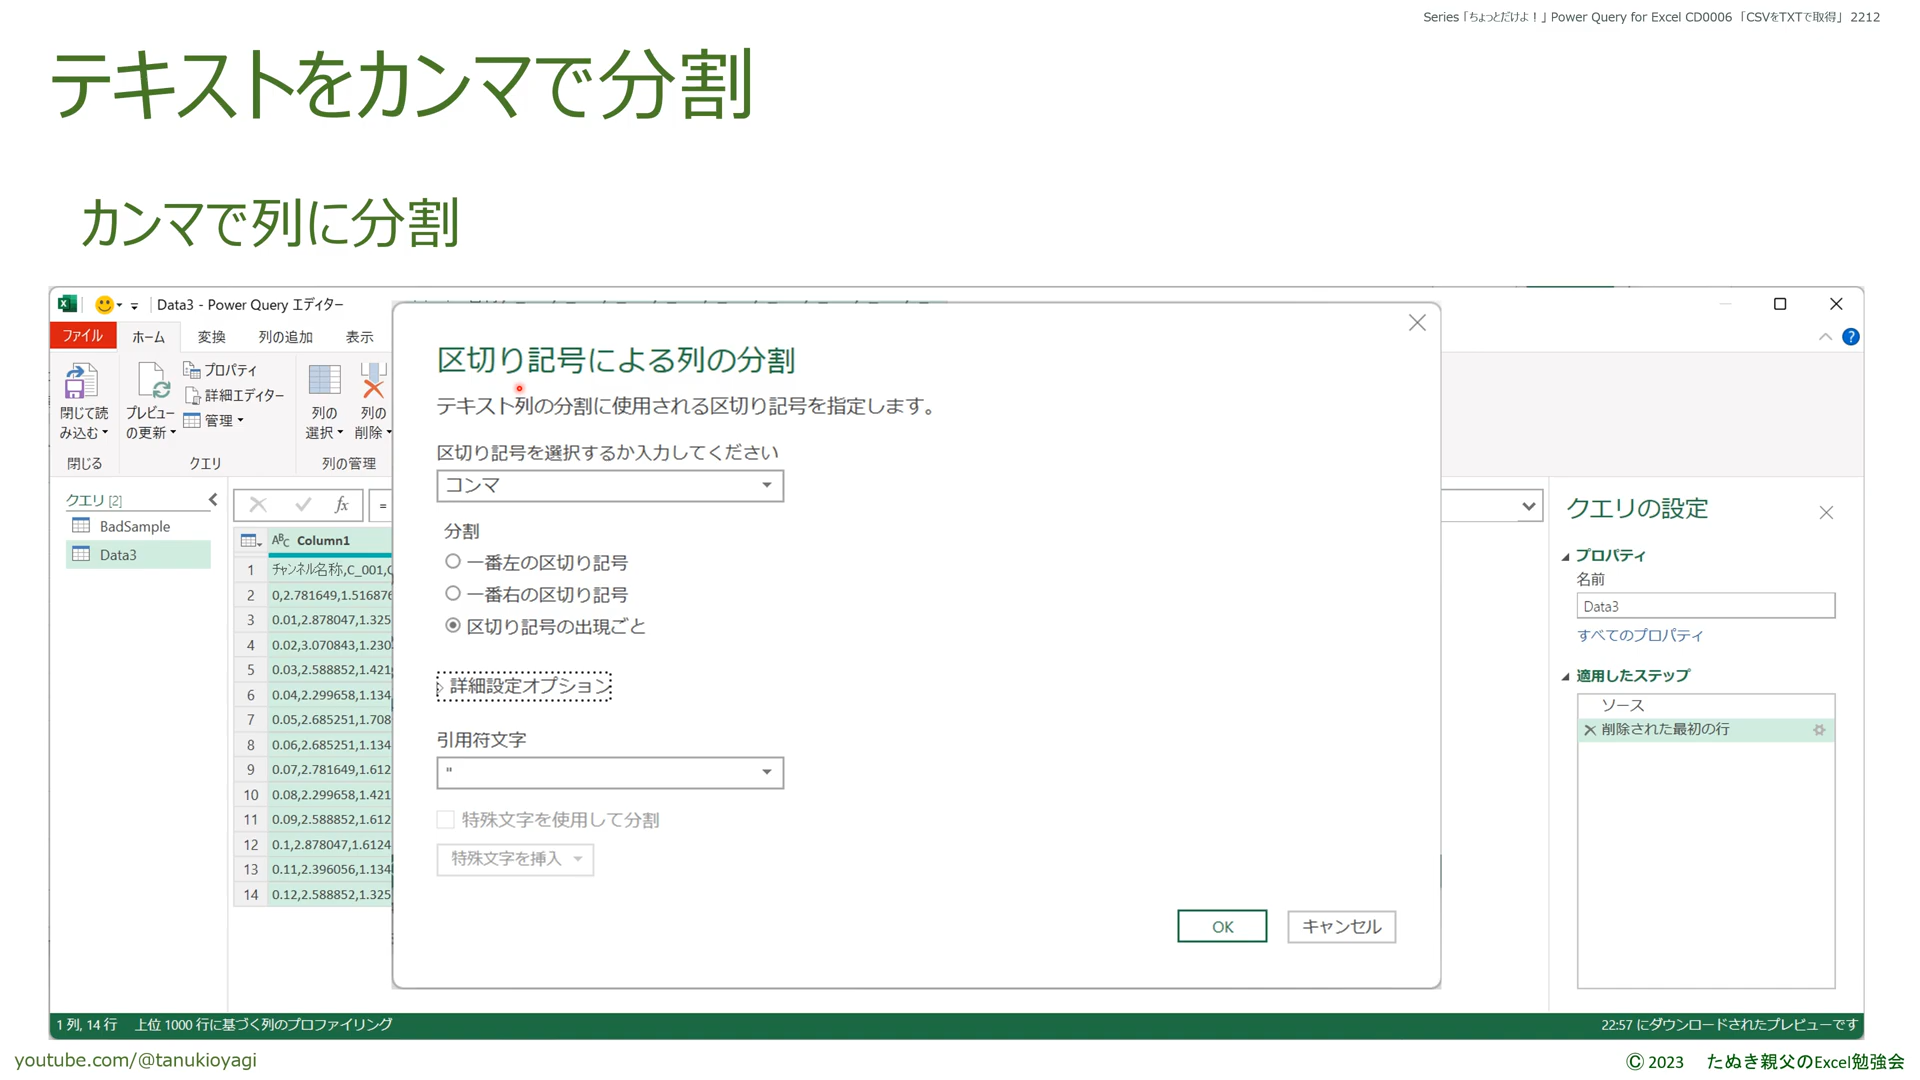 Series「ちょっとだけよ！」Power Query for Excel CD0006「CSVをTXTで取得」 2212
テキストをカンマで分割
カンマで列に分割
Data3 - Power Query エディター
ファイル ホーム 変換 列の追加 表示
閉じて読み込む
プレビューの更新
プロパティ
詳細エディター
管理
列の選択
列の削除
閉じる クエリ 列の管理
クエリ [2]
BadSample
Data3
fx =
ABC Column1
1 チャンネル名称,C_001,C
2 0,2.781649,1.516876
3 0.01,2.878047,1.325
4 0.02,3.070843,1.230
5 0.03,2.588852,1.421
6 0.04,2.299658,1.134
7 0.05,2.685251,1.708
8 0.06,2.685251,1.134
9 0.07,2.781649,1.612
10 0.08,2.299658,1.421
11 0.09,2.588852,1.612
12 0.1,2.878047,1.6124
13 0.11,2.396056,1.134
14 0.12,2.588852,1.325
区切り記号による列の分割
テキスト列の分割に使用される区切り記号を指定します。
区切り記号を選択するか入力してください
コンマ
分割
一番左の区切り記号
一番右の区切り記号
区切り記号の出現ごと
詳細設定オプション
引用符文字
"
特殊文字を使用して分割
特殊文字を挿入
OK キャンセル
?
クエリの設定
プロパティ
名前
Data3
すべてのプロパティ
適用したステップ
ソース
削除された最初の行
1 列, 14 行 上位 1000 行に基づく列のプロファイリング
22:57 にダウンロードされたプレビューです
youtube.com/@tanukioyagi
© 2023 たぬき親父のExcel勉強会